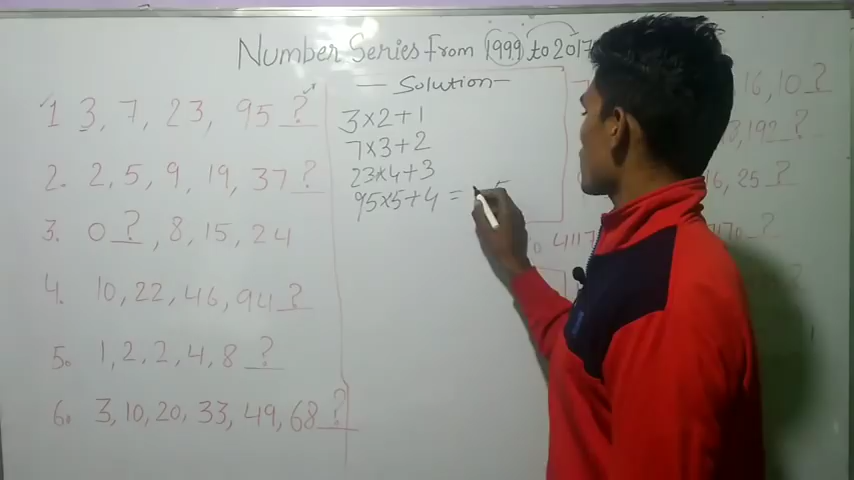 Number Series From 1999 to 2017
— Solution —
1 3, 7, 23, 95 ?
2. 2, 5, 9, 19, 37 ?
3. 0 ?, 8, 15, 24
4. 10, 22, 46, 94 ?
5. 1, 2, 2, 4, 8 ?
6. 3, 10, 20, 33, 49, 68 ?
3×2+1
7×3+2
23×4+3
95×5+4 =
16, 10 ?
, 192 ?
16, 25 ?
4117
7170 ?
?